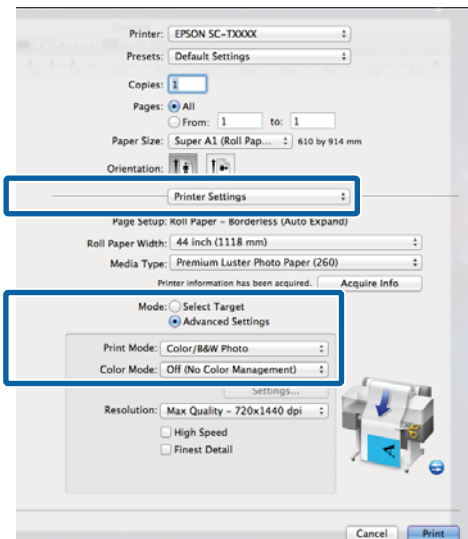 Printer: EPSON SC-TXXXX
Presets: Default Settings
Copies: 1
Pages: All
From: 1 to: 1
Paper Size: Super A1 (Roll Pap... 610 by 914 mm
Orientation:
Printer Settings
Page Setup: Roll Paper – Borderless (Auto Expand)
Roll Paper Width: 44 inch (1118 mm)
Media Type: Premium Luster Photo Paper (260)
Printer information has been acquired. Acquire Info
Mode: Select Target
Advanced Settings
Print Mode: Color/B&W Photo
Color Mode: Off (No Color Management)
Settings...
Resolution: Max Quality – 720x1440 dpi
High Speed
Finest Detail
A
Cancel Print